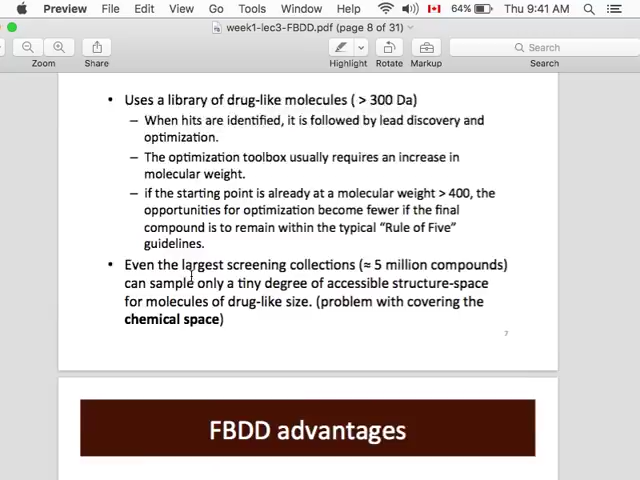 Preview File Edit View Go Tools Window Help 64% Thu 9:41 AM
week1-lec3-FBDD.pdf (page 8 of 31)
Search
Zoom Share Highlight Rotate Markup Search
• Uses a library of drug-like molecules ( > 300 Da)
– When hits are identified, it is followed by lead discovery and
optimization.
– The optimization toolbox usually requires an increase in
molecular weight.
– if the starting point is already at a molecular weight > 400, the
opportunities for optimization become fewer if the final
compound is to remain within the typical “Rule of Five”
guidelines.
• Even the largest screening collections (≈ 5 million compounds)
can sample only a tiny degree of accessible structure-space
for molecules of drug-like size. (problem with covering the
chemical space)
7
FBDD advantages